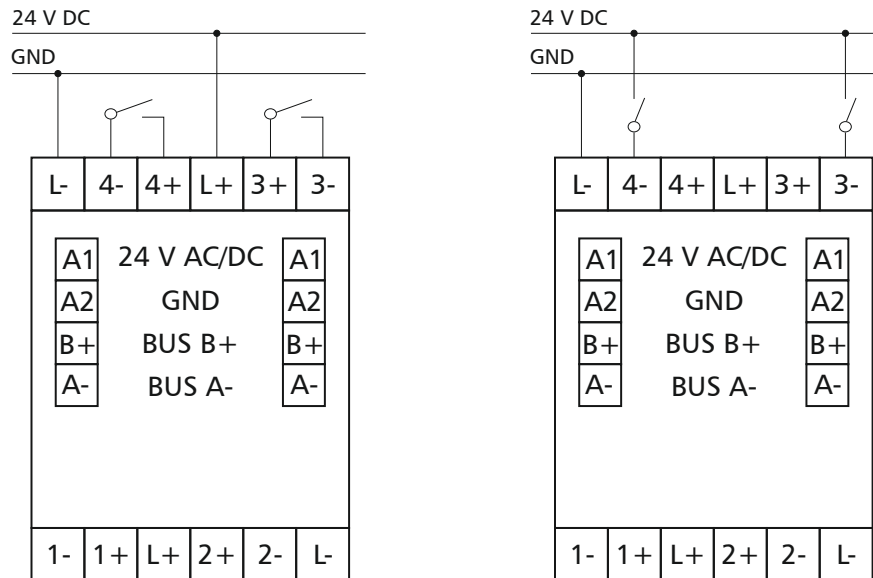 24 V DC
GND
L- 4- 4+ L+ 3+ 3-
A1 24 V AC/DC A1
A2 GND A2
B+ BUS B+ B+
A- BUS A- A-
1- 1+ L+ 2+ 2- L-
24 V DC
GND
L- 4- 4+ L+ 3+ 3-
A1 24 V AC/DC A1
A2 GND A2
B+ BUS B+ B+
A- BUS A- A-
1- 1+ L+ 2+ 2- L-